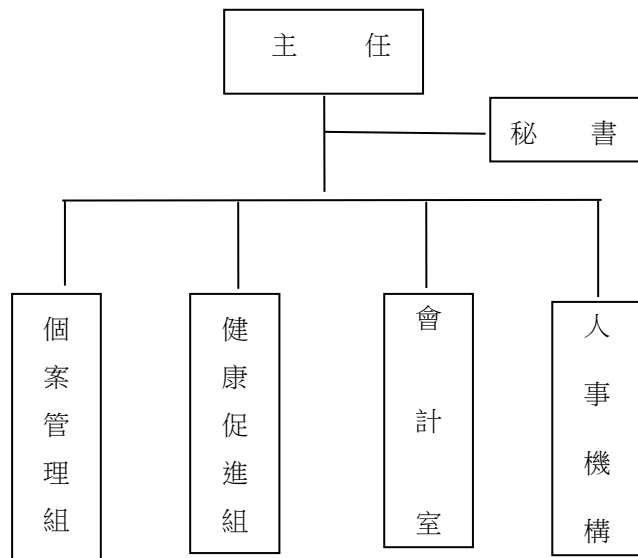 主 任
秘 書
個案管理組
健康促進組
會計室
人事機構